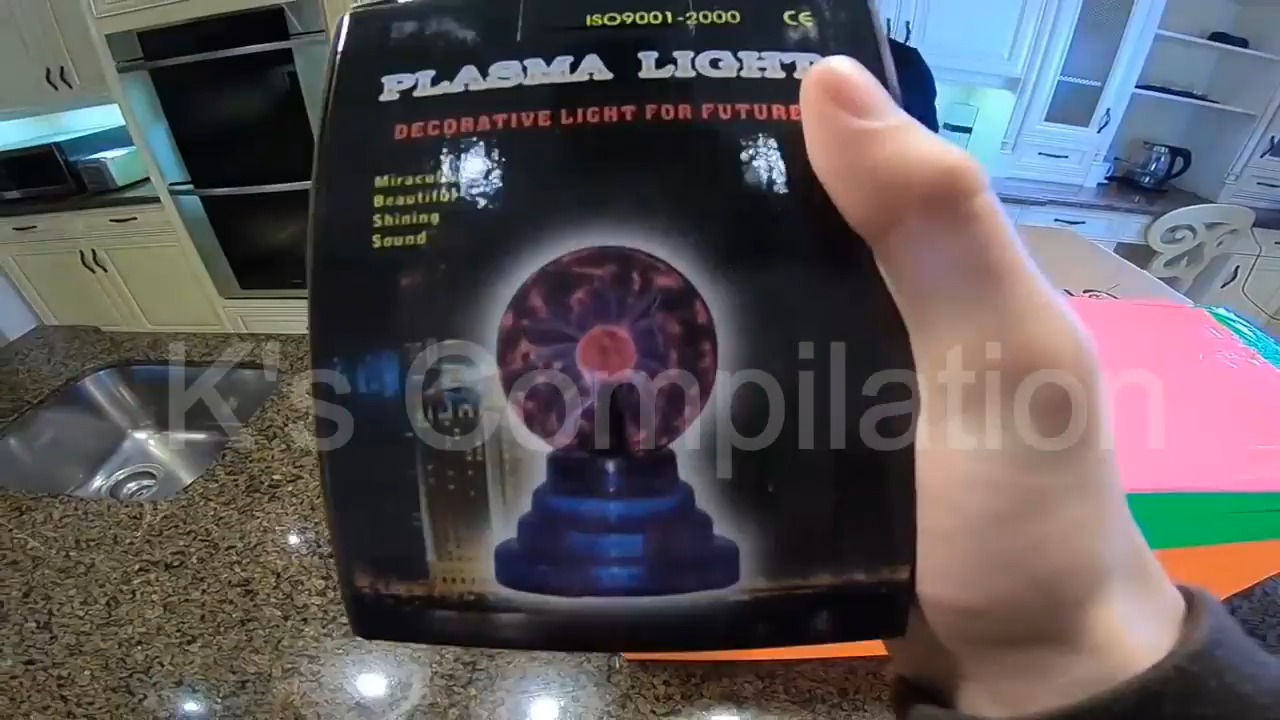 ISO9001-2000 CE
PLASMA LIGHT
DECORATIVE LIGHT FOR FUTURE
Beautiful
Shining
Sound
K's Compilation